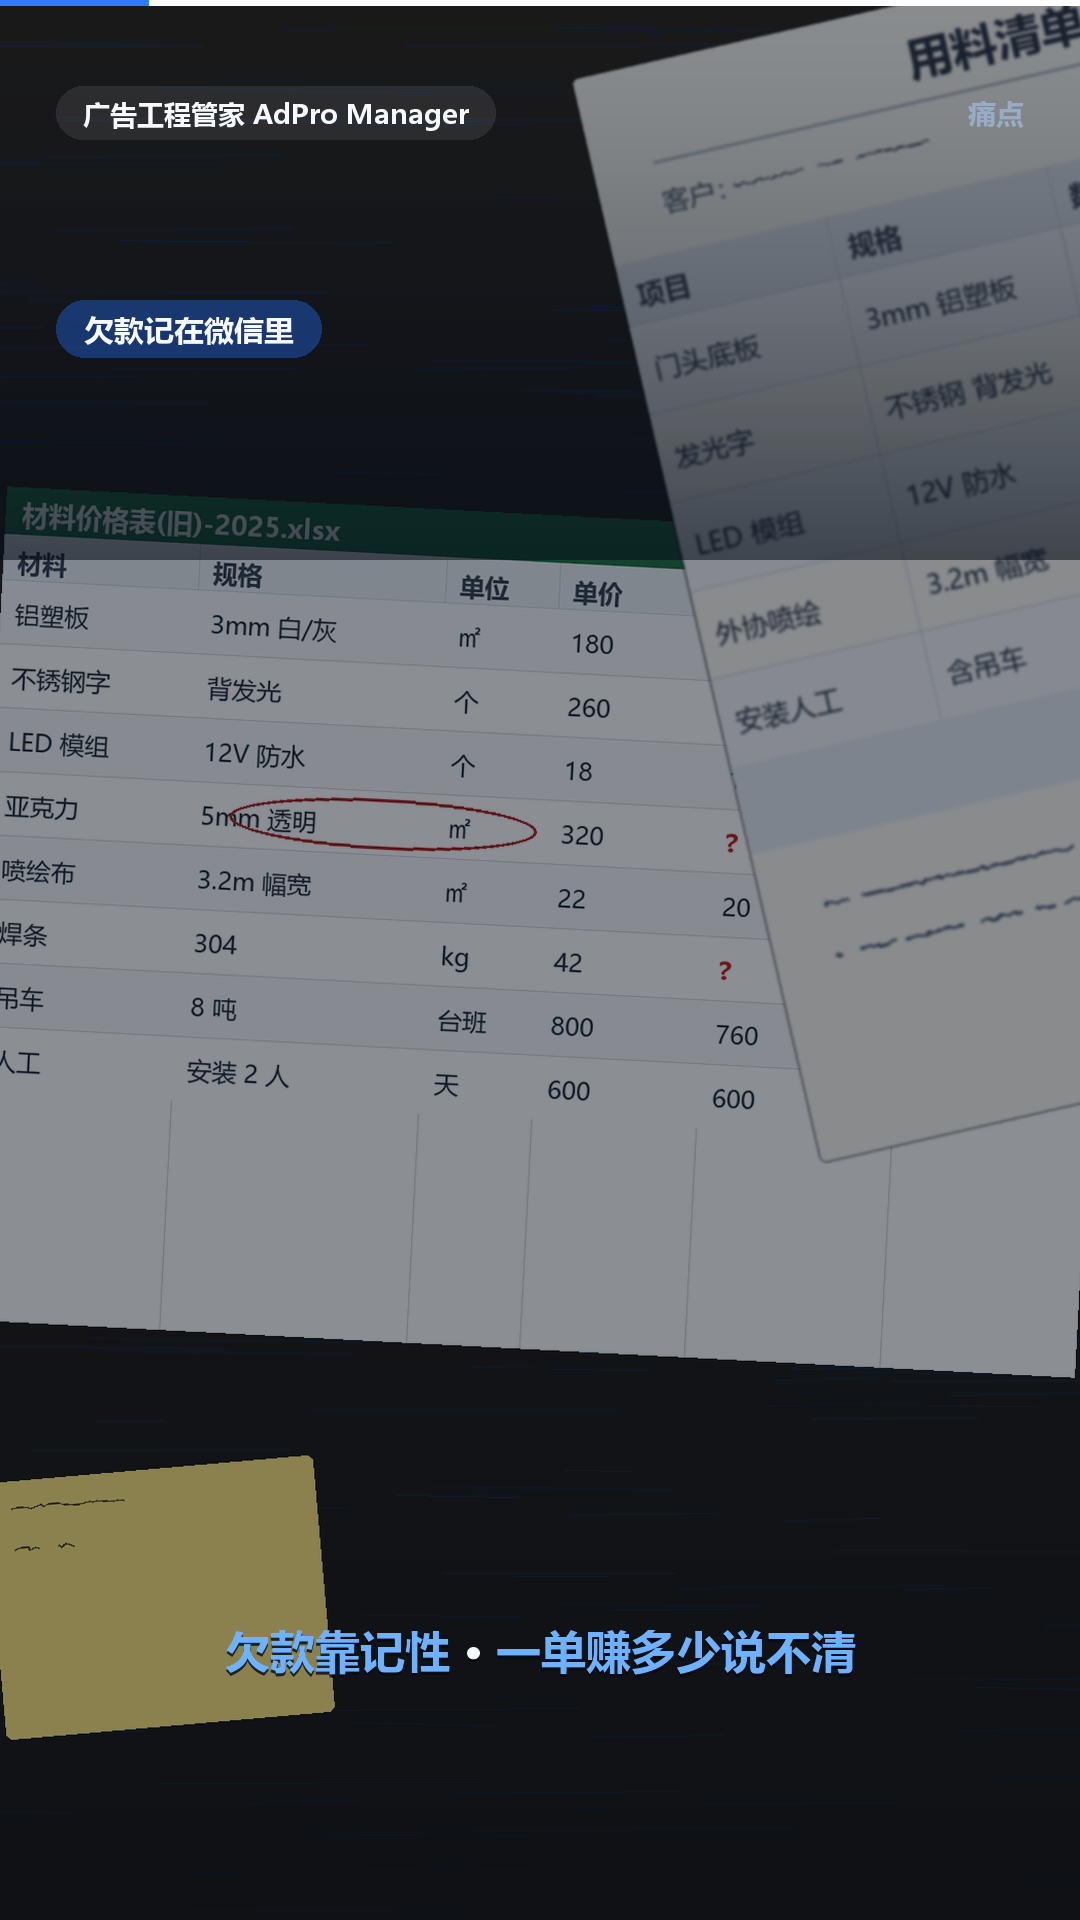 广告工程管家 AdPro Manager
痛点
欠款记在微信里
用料清单
客户:
项目 规格
门头底板 3mm 铝塑板
发光字 不锈钢 背发光
LED 模组 12V 防水
外协喷绘 3.2m 幅宽
安装人工 含吊车
材料价格表(旧)-2025.xlsx
材料 规格 单位 单价
铝塑板 3mm 白/灰 ㎡ 180
不锈钢字 背发光 个 260
LED 模组 12V 防水 个 18
亚克力 5mm 透明 ㎡ 320 ?
喷绘布 3.2m 幅宽 ㎡ 22 20
焊条 304 kg 42 ?
吊车 8 吨 台班 800 760
人工 安装 2 人 天 600 600
欠款靠记性·一单赚多少说不清